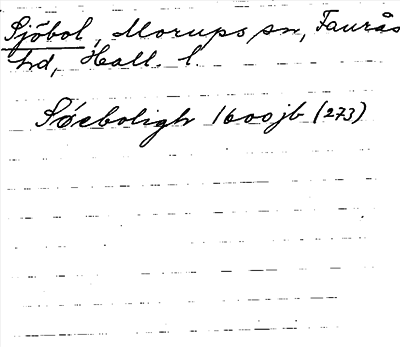 Sjöbol, Morups sn, Faurås
hd, Hall. l.
Söeboligh 1600 jb (273)